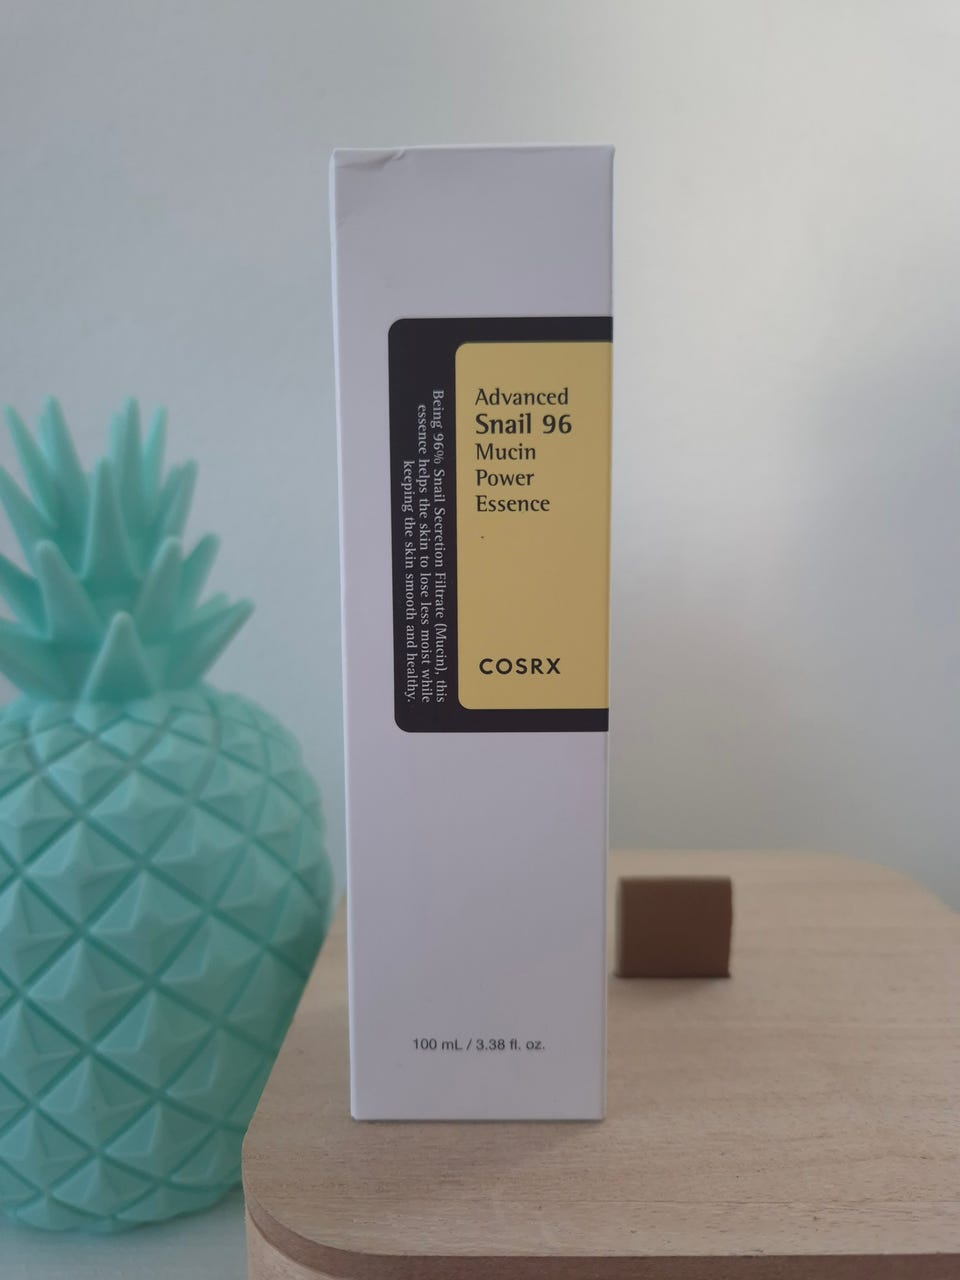 Advanced
Snail 96
Mucin
Power
Essence
COSRX
Being 96% Snail Secretion Filtrate (Mucin), this
essence helps the skin to lose less moist while
keeping the skin smooth and healthy.
100 mL / 3.38 fl. oz.